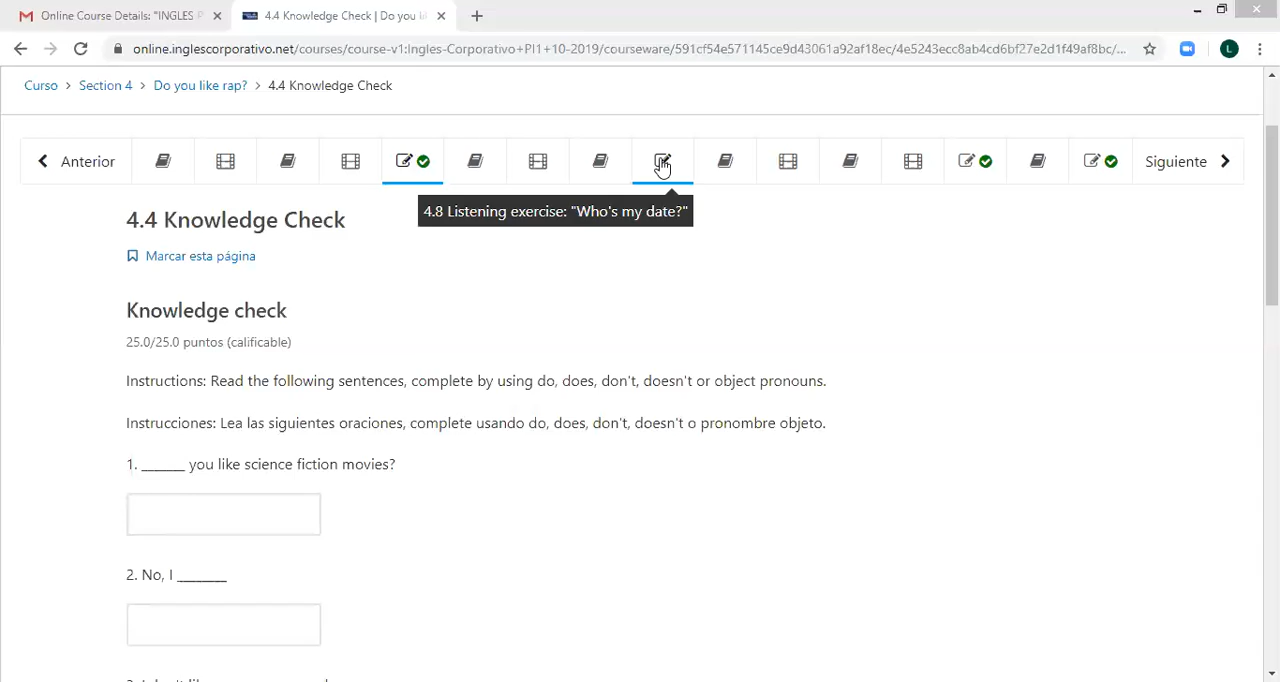 Online Course Details: "INGLES P
4.4 Knowledge Check | Do you li
online.inglescorporativo.net/courses/course-v1:Ingles-Corporativo+PI1+10-2019/courseware/591cf54e571145ce9d43061a92af18ec/4e5243ecc8ab4cd6bf27e2d1f49af8bc/...
L
Curso > Section 4 > Do you like rap? > 4.4 Knowledge Check
Anterior
Siguiente
4.8 Listening exercise: "Who's my date?"
4.4 Knowledge Check
Marcar esta página
Knowledge check
25.0/25.0 puntos (calificable)
Instructions: Read the following sentences, complete by using do, does, don't, doesn't or object pronouns.
Instrucciones: Lea las siguientes oraciones, complete usando do, does, don't, doesn't o pronombre objeto.
1. ______ you like science fiction movies?
2. No, I _______